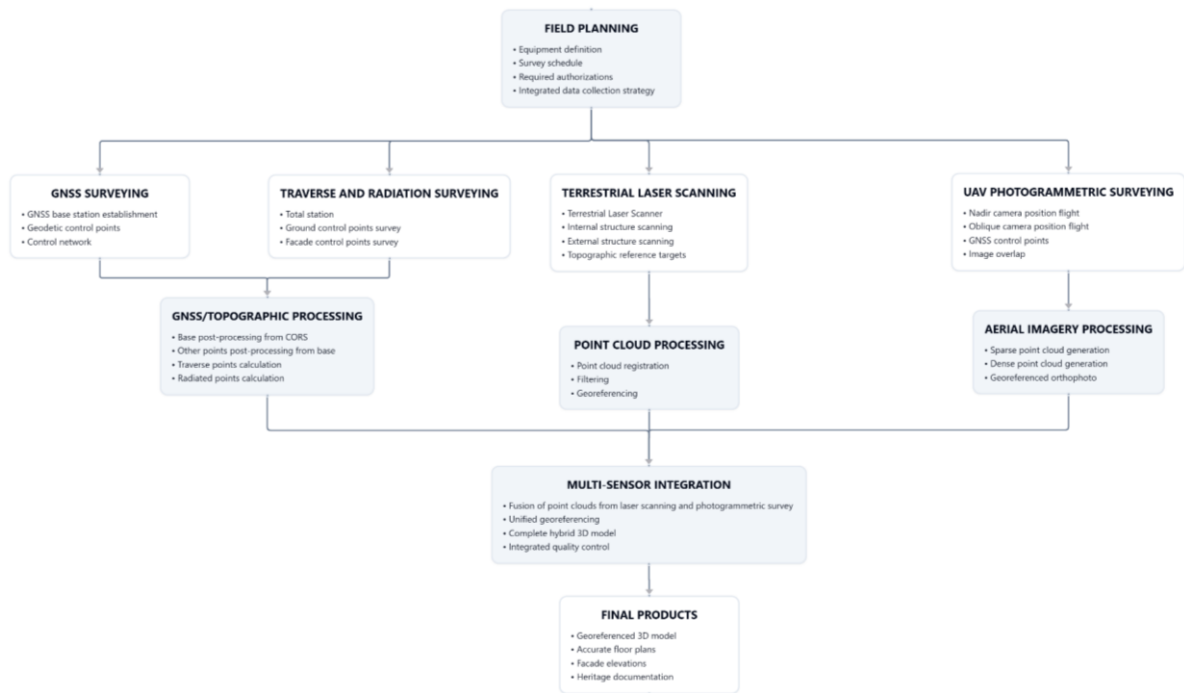 FIELD PLANNING
• Equipment definition
• Survey schedule
• Required authorizations
• Integrated data collection strategy
GNSS SURVEYING
• GNSS base station establishment
• Geodetic control points
• Control network
TRAVERSE AND RADIATION SURVEYING
• Total station
• Ground control points survey
• Facade control points survey
TERRESTRIAL LASER SCANNING
• Terrestrial Laser Scanner
• Internal structure scanning
• External structure scanning
• Topographic reference targets
UAV PHOTOGRAMMETRIC SURVEYING
• Nadir camera position flight
• Oblique camera position flight
• GNSS control points
• Image overlap
GNSS/TOPOGRAPHIC PROCESSING
• Base post-processing from CORS
• Other points post-processing from base
• Traverse points calculation
• Radiated points calculation
POINT CLOUD PROCESSING
• Point cloud registration
• Filtering
• Georeferencing
AERIAL IMAGERY PROCESSING
• Sparse point cloud generation
• Dense point cloud generation
• Georeferenced orthophoto
MULTI-SENSOR INTEGRATION
• Fusion of point clouds from laser scanning and photogrammetric survey
• Unified georeferencing
• Complete hybrid 3D model
• Integrated quality control
FINAL PRODUCTS
• Georeferenced 3D model
• Accurate floor plans
• Facade elevations
• Heritage documentation